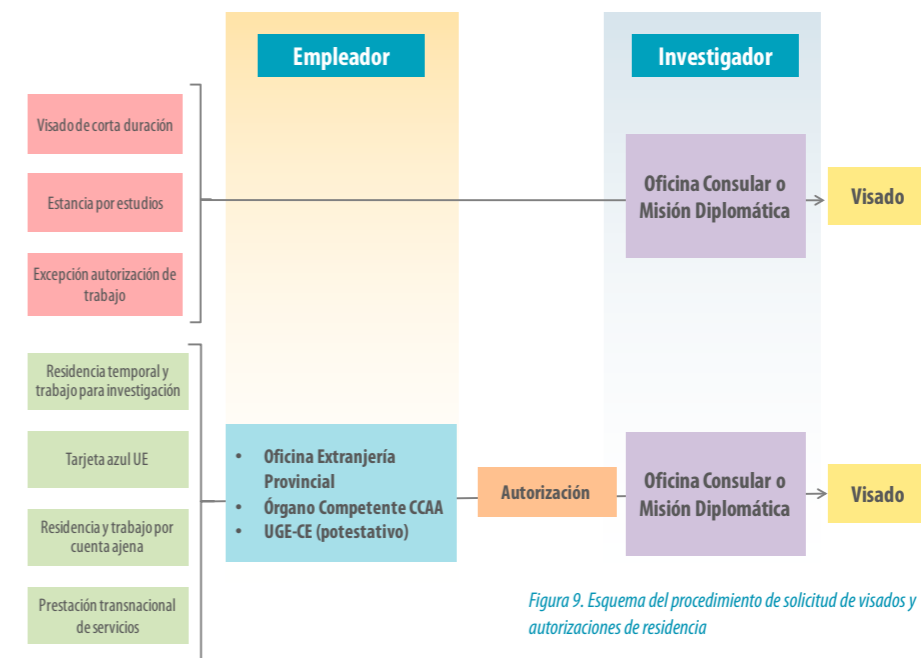 Empleador
Investigador
Visado de corta duración
Estancia por estudios
Excepción autorización de
trabajo
Oficina Consular o
Misión Diplomática
Visado
Residencia temporal y
trabajo para investigación
Tarjeta azul UE
Residencia y trabajo por
cuenta ajena
Prestación transnacional
de servicios
• Oficina Extranjería
Provincial
• Órgano Competente CCAA
• UGE-CE (potestativo)
Autorización
Oficina Consular o
Misión Diplomática
Visado
Figura 9. Esquema del procedimiento de solicitud de visados y
autorizaciones de residencia